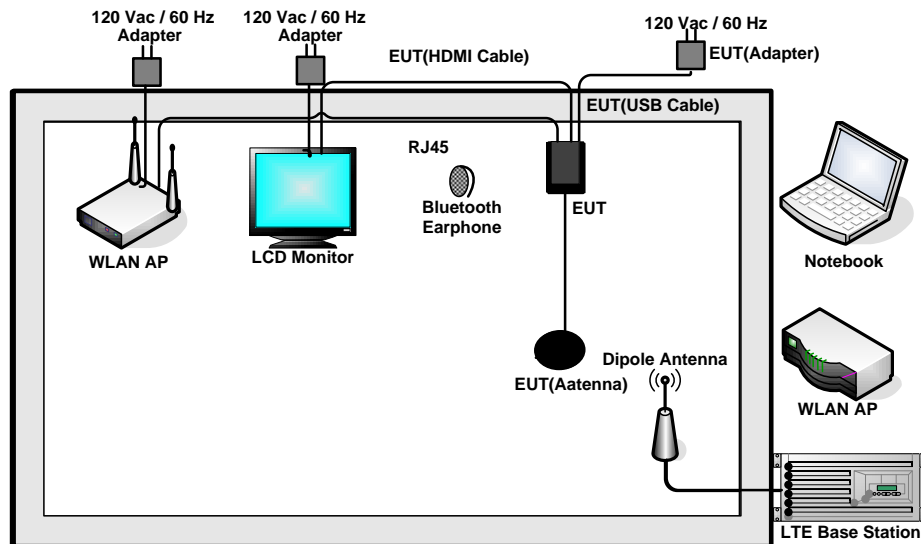 120 Vac / 60 Hz
Adapter
120 Vac / 60 Hz
Adapter
120 Vac / 60 Hz
EUT(Adapter)
EUT(HDMI Cable)
EUT(USB Cable)
RJ45
Bluetooth
Earphone
EUT
WLAN AP
LCD Monitor
Notebook
EUT(Aatenna)
Dipole Antenna
WLAN AP
LTE Base Station